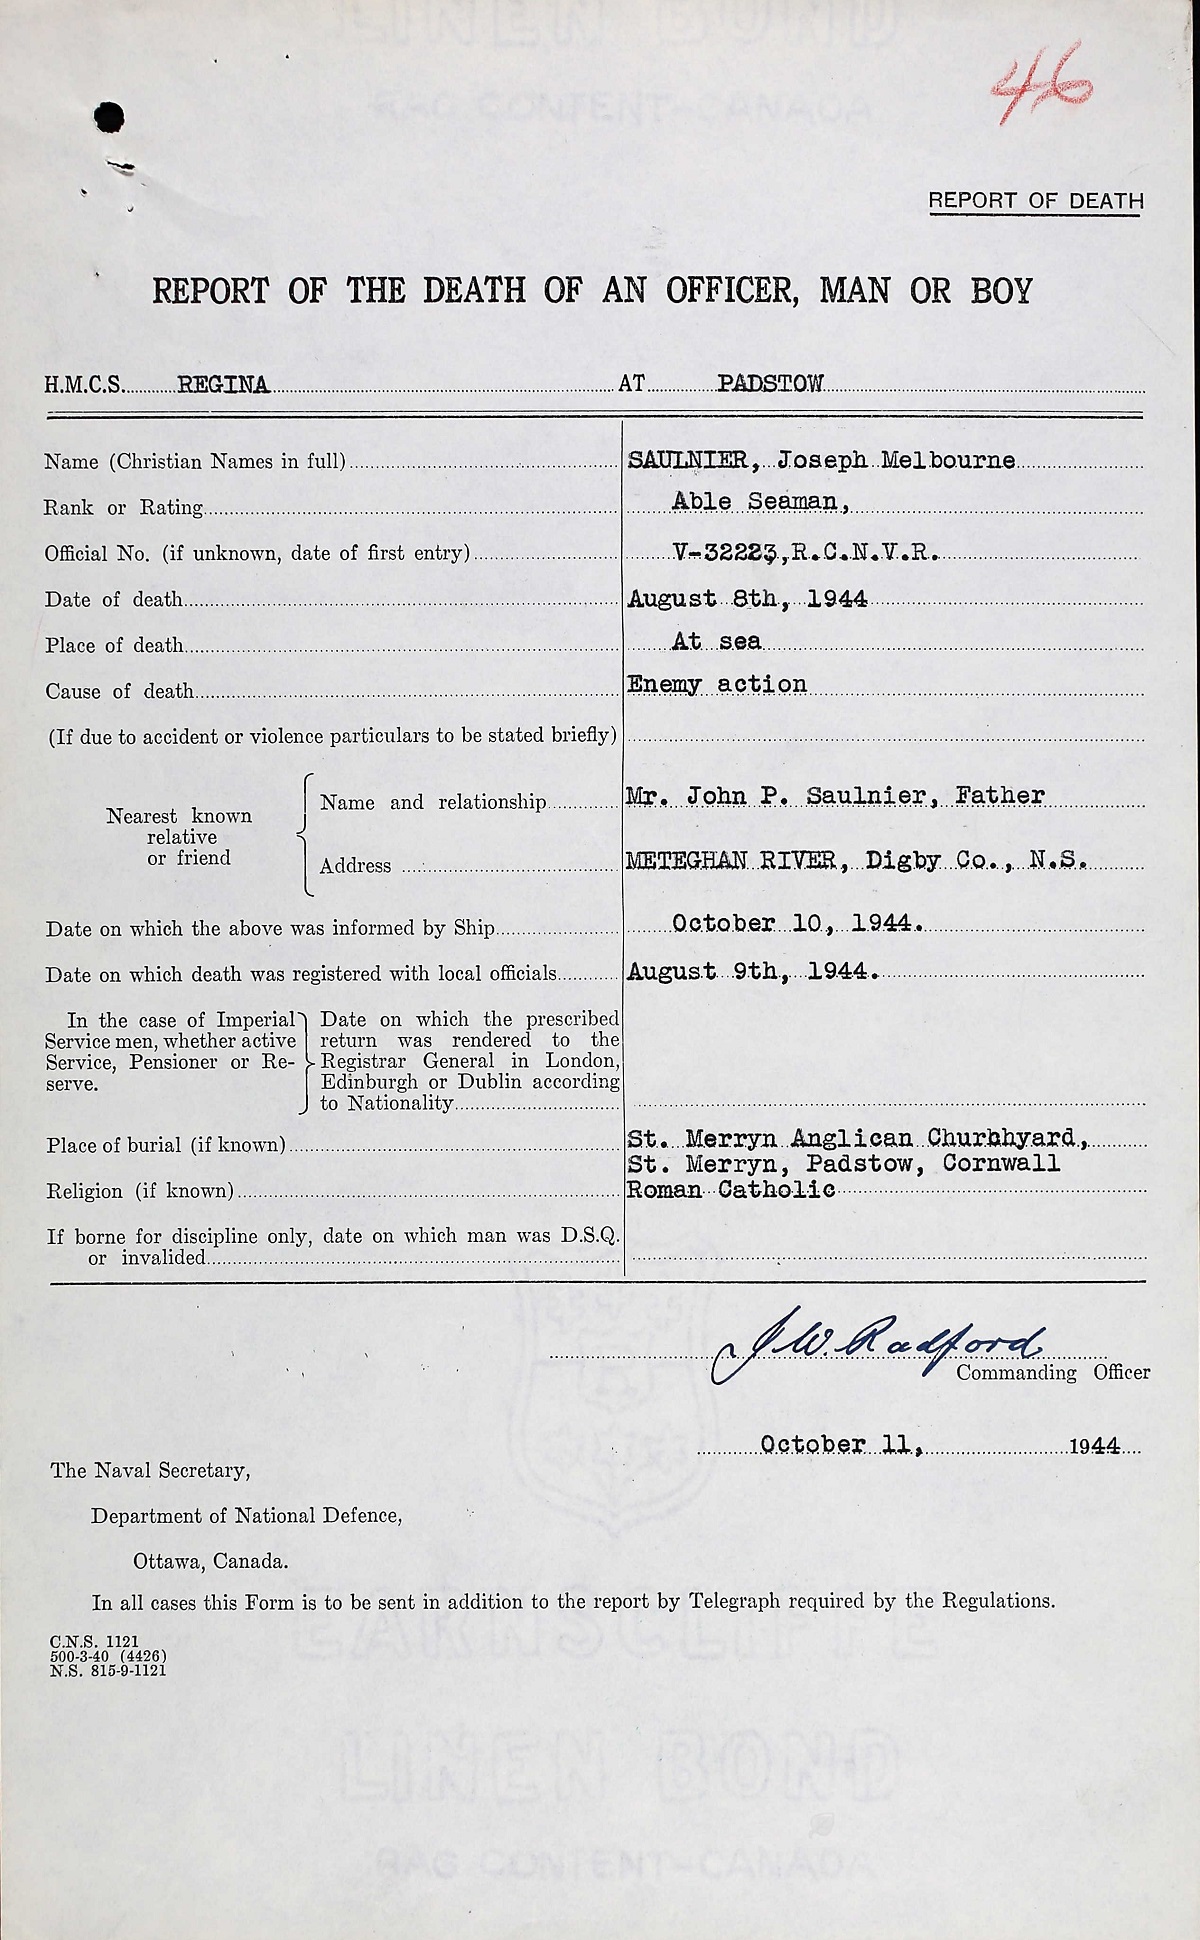 46
REPORT OF DEATH
REPORT OF THE DEATH OF AN OFFICER, MAN OR BOY
H.M.C.S. REGINA AT PADSTOW
Name (Christian Names in full) SAULNIER, Joseph Melbourne
Rank or Rating Able Seaman,
Official No. (if unknown, date of first entry) V-32223, R.C.N.V.R.
Date of death August 8th, 1944
Place of death At sea
Cause of death Enemy action
(If due to accident or violence particulars to be stated briefly)
Nearest known relative or friend
Name and relationship Mr. John P. Saulnier, Father
Address METEGHAN RIVER, Digby Co., N.S.
Date on which the above was informed by Ship October 10, 1944.
Date on which death was registered with local officials August 9th, 1944.
In the case of Imperial
Service men, whether active
Service, Pensioner or Re-
serve.
Date on which the prescribed
return was rendered to the
Registrar General in London,
Edinburgh or Dublin according
to Nationality
Place of burial (if known) St. Merryn Anglican Churbhyard,
St. Merryn, Padstow, Cornwall
Religion (if known) Roman Catholic
If borne for discipline only, date on which man was D.S.Q.
or invalided
J W. Radford
Commanding Officer
October 11, 1944
The Naval Secretary,
Department of National Defence,
Ottawa, Canada.
In all cases this Form is to be sent in addition to the report by Telegraph required by the Regulations.
C.N.S. 1121
500-3-40 (4426)
N.S. 815-9-1121
EARNSCLIFFE
LINEN BOND
RAG CONTENT-CANADA